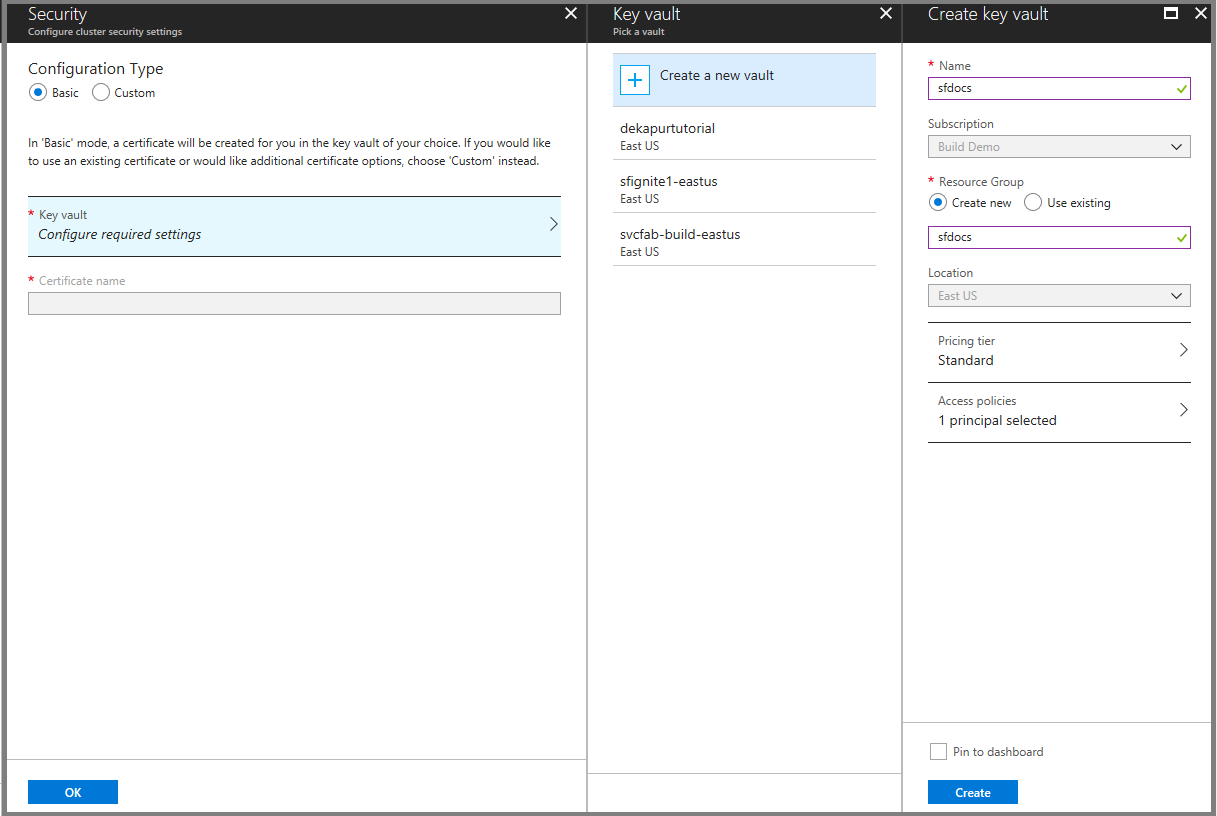 Security
Configure cluster security settings
Configuration Type
Basic
Custom
In 'Basic' mode, a certificate will be created for you in the key vault of your choice. If you would like
to use an existing certificate or would like additional certificate options, choose 'Custom' instead.
* Key vault
Configure required settings
* Certificate name
OK
Key vault
Pick a vault
Create a new vault
dekapurtutorial
East US
sfignite1-eastus
East US
svcfab-build-eastus
East US
Create key vault
* Name
sfdocs
Subscription
Build Demo
* Resource Group
Create new
Use existing
sfdocs
Location
East US
Pricing tier
Standard
Access policies
1 principal selected
Pin to dashboard
Create